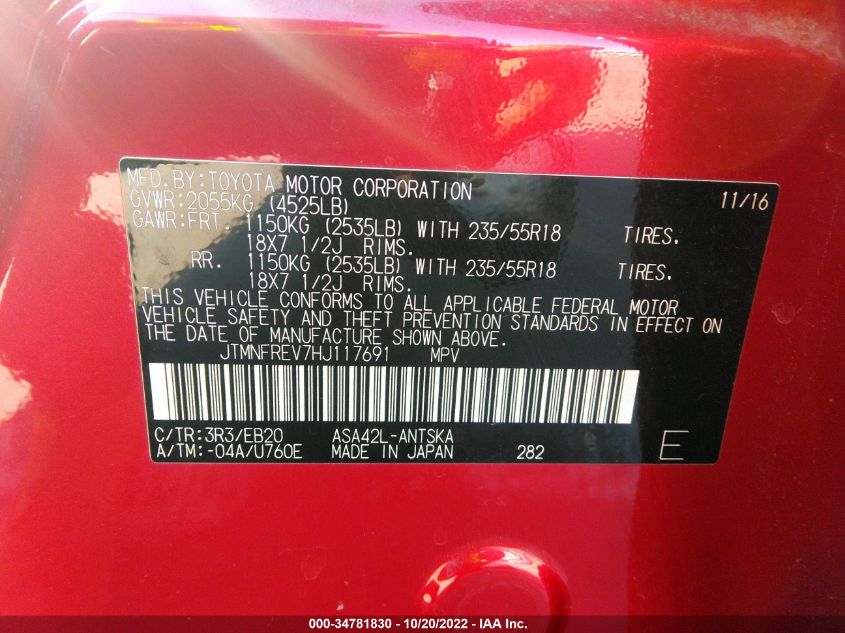 MFD.BY:TOYOTA MOTOR CORPORATION 11/16
GVWR:2055KG (4525LB)
GAWR:FRT. 1150KG (2535LB) WITH 235/55R18 TIRES.
18X7 1/2J RIMS.
RR. 1150KG (2535LB) WITH 235/55R18 TIRES.
18X7 1/2J RIMS.
THIS VEHICLE CONFORMS TO ALL APPLICABLE FEDERAL MOTOR
VEHICLE SAFETY AND THEFT PREVENTION STANDARDS IN EFFECT ON
THE DATE OF MANUFACTURE SHOWN ABOVE.
JTMNFREV7HJ117691 MPV
C/TR:3R3/EB20 ASA42L-ANTSKA
A/TM:-04A/U760E MADE IN JAPAN 282 E
000-34781830 - 10/20/2022 - IAA Inc.